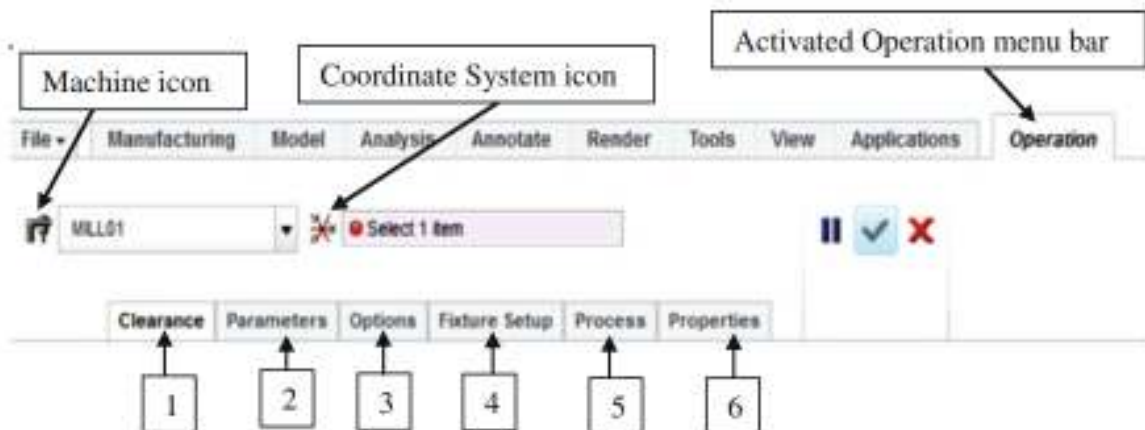 Activated Operation menu bar
Machine icon
Coordinate System icon
File Manufacturing Model Analysis Annotate Render Tools View Applications Operation
MILL01 Select 1 item
Clearance Parameters Options Fixture Setup Process Properties
1 2 3 4 5 6